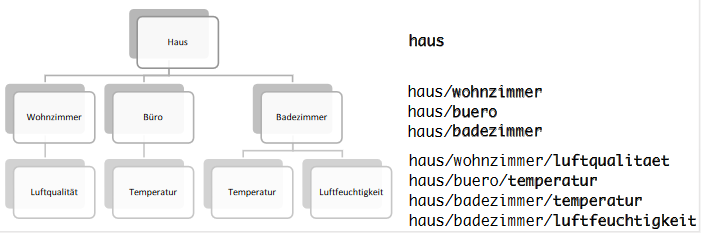 Haus
Wohnzimmer
Büro
Badezimmer
Luftqualität
Temperatur
Temperatur
Luftfeuchtigkeit
haus
haus/wohnzimmer
haus/buero
haus/badezimmer
haus/wohnzimmer/luftqualitaet
haus/buero/temperatur
haus/badezimmer/temperatur
haus/badezimmer/luftfeuchtigkeit